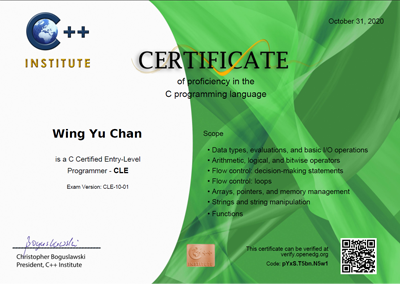 October 31, 2020
C++
INSTITUTE
CERTIFICATE
of proficiency in the
C programming language
Wing Yu Chan
is a C Certified Entry-Level
Programmer - CLE
Exam Version: CLE-10-01
Scope
• Data types, evaluations, and basic I/O operations
• Arithmetic, logical, and bitwise operators
• Flow control: decision-making statements
• Flow control: loops
• Arrays, pointers, and memory management
• Strings and string manipulation
• Functions
Christopher Boguslawski
President, C++ Institute
This certificate can be verified at
verify.openedg.org
Code: pYxS.T5bn.N5w1